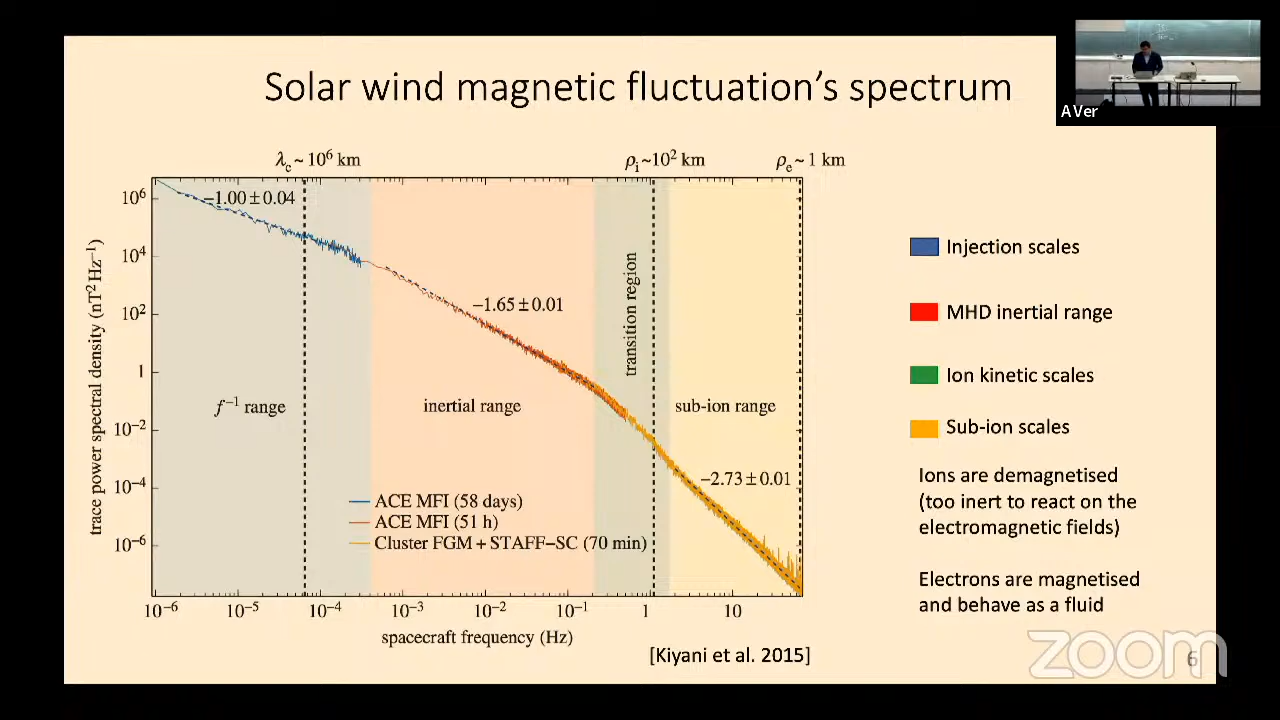 Solar wind magnetic fluctuation's spectrum
A Ver
λc ~ 10⁶ km
ρi ~ 10² km
ρe ~ 1 km
10⁶
10⁴
10²
1
10⁻²
10⁻⁴
10⁻⁶
trace power spectral density (nT² Hz⁻¹)
−1.00 ± 0.04
−1.65 ± 0.01
−2.73 ± 0.01
f⁻¹ range
inertial range
transition region
sub-ion range
ACE MFI (58 days)
ACE MFI (51 h)
Cluster FGM + STAFF−SC (70 min)
10⁻⁶ 10⁻⁵ 10⁻⁴ 10⁻³ 10⁻² 10⁻¹ 1 10
spacecraft frequency (Hz)
[Kiyani et al. 2015]
Injection scales
MHD inertial range
Ion kinetic scales
Sub-ion scales
Ions are demagnetised
(too inert to react on the
electromagnetic fields)
Electrons are magnetised
and behave as a fluid
zoom
6